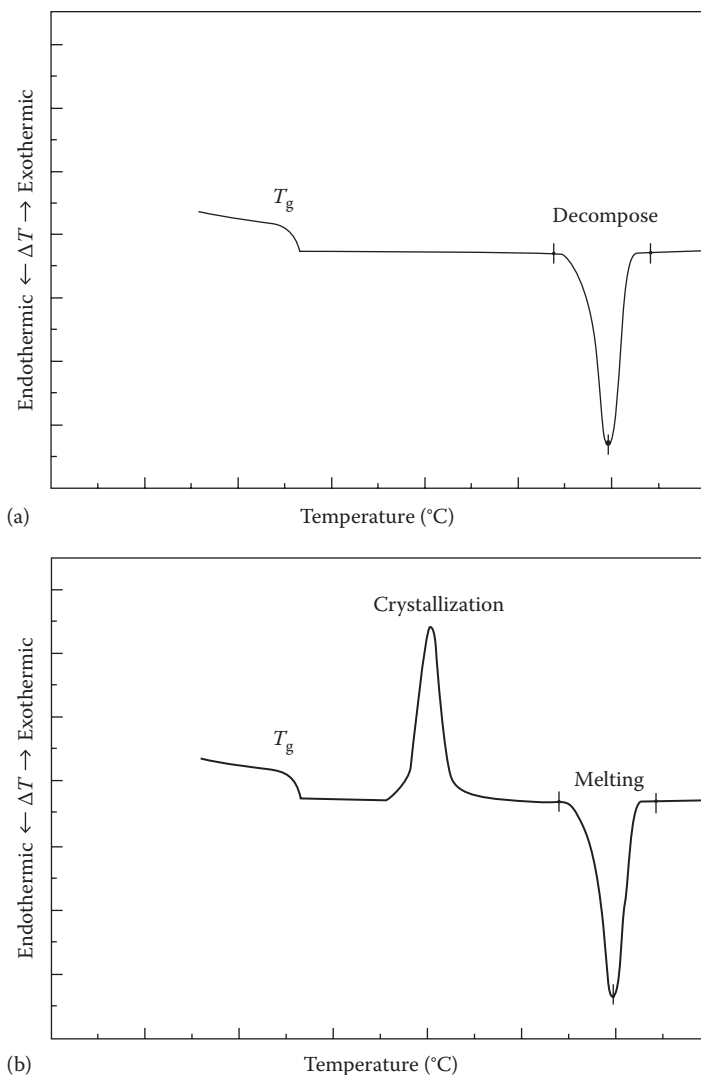 Endothermic ← ΔT → Exothermic
Tg
Decompose
(a)
Temperature (°C)
Crystallization
Endothermic ← ΔT → Exothermic
Tg
Melting
(b)
Temperature (°C)